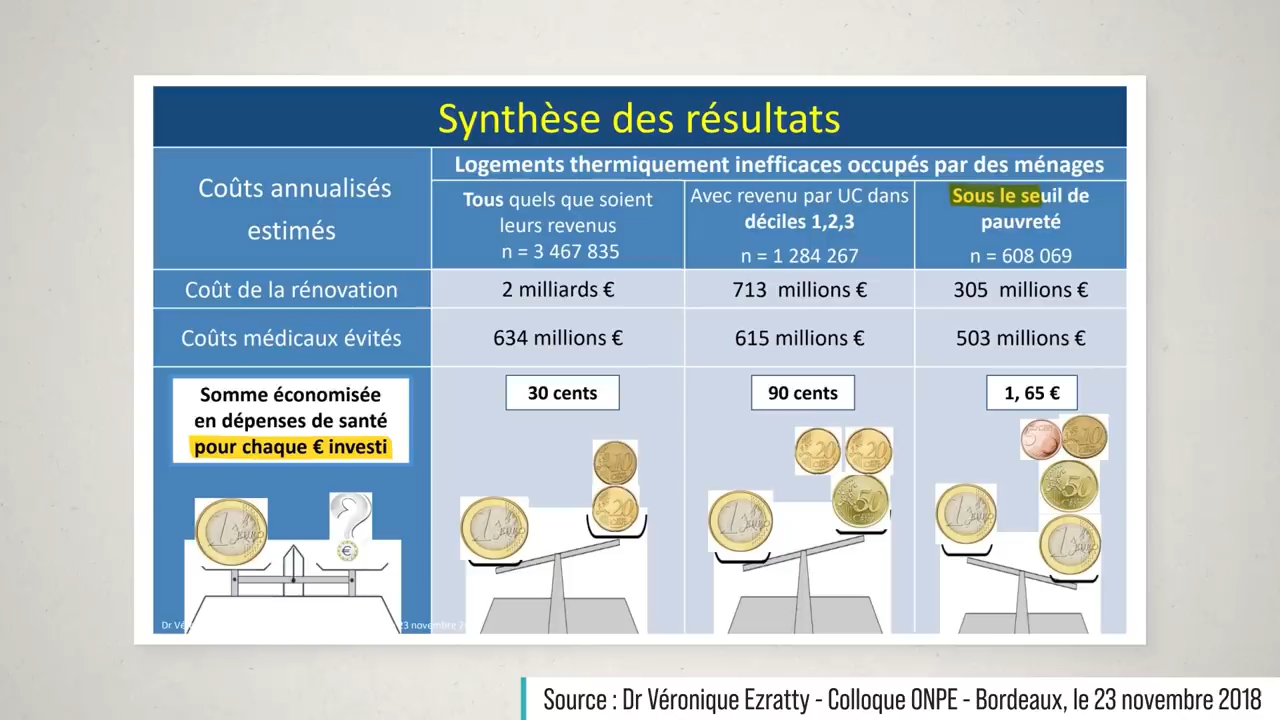 Synthèse des résultats
Coûts annualisés
estimés
Logements thermiquement inefficaces occupés par des ménages
Tous quels que soient
leurs revenus
n = 3 467 835
Avec revenu par UC dans
déciles 1,2,3
n = 1 284 267
Sous le seuil de
pauvreté
n = 608 069
Coût de la rénovation
2 milliards €
713 millions €
305 millions €
Coûts médicaux évités
634 millions €
615 millions €
503 millions €
Somme économisée
en dépenses de santé
pour chaque € investi
30 cents
90 cents
1, 65 €
Source : Dr Véronique Ezratty - Colloque ONPE - Bordeaux, le 23 novembre 2018